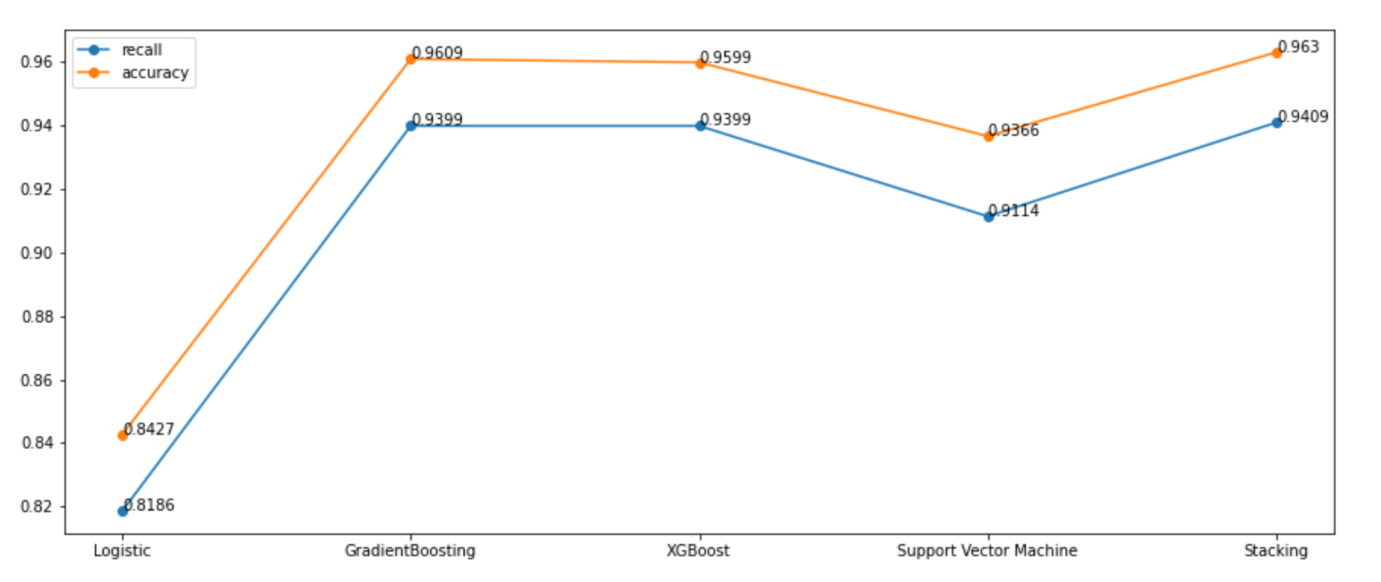 recall
accuracy
0.96
0.94
0.92
0.90
0.88
0.86
0.84
0.82
0.9609
0.9599
0.9366
0.963
0.9399
0.9399
0.9114
0.9409
0.8427
0.8186
Logistic
GradientBoosting
XGBoost
Support Vector Machine
Stacking